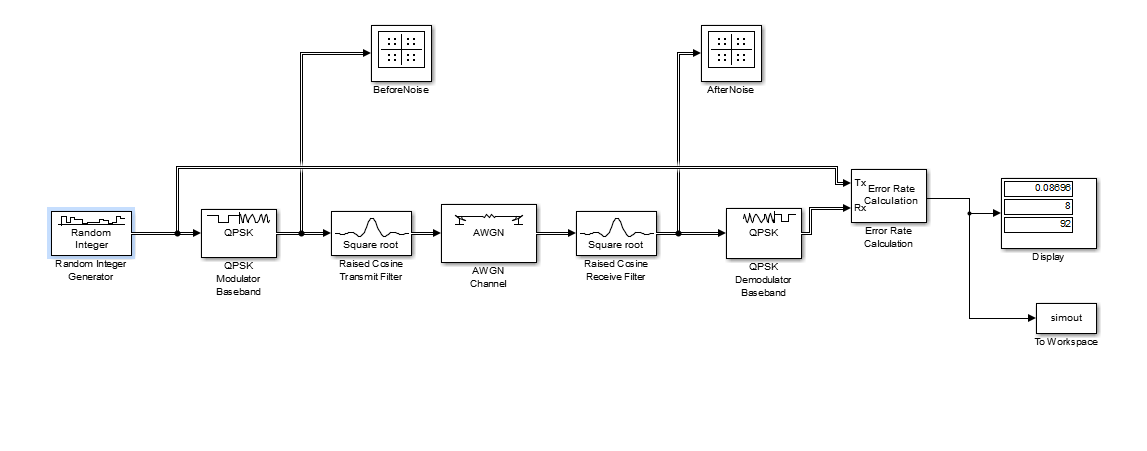 BeforeNoise
AfterNoise
Random
Integer
Random Integer
Generator
QPSK
QPSK
Modulator
Baseband
Square root
Raised Cosine
Transmit Filter
AWGN
AWGN
Channel
Square root
Raised Cosine
Receive Filter
QPSK
QPSK
Demodulator
Baseband
Tx
Rx
Error Rate
Calculation
Error Rate
Calculation
0.08696
8
92
Display
simout
To Workspace